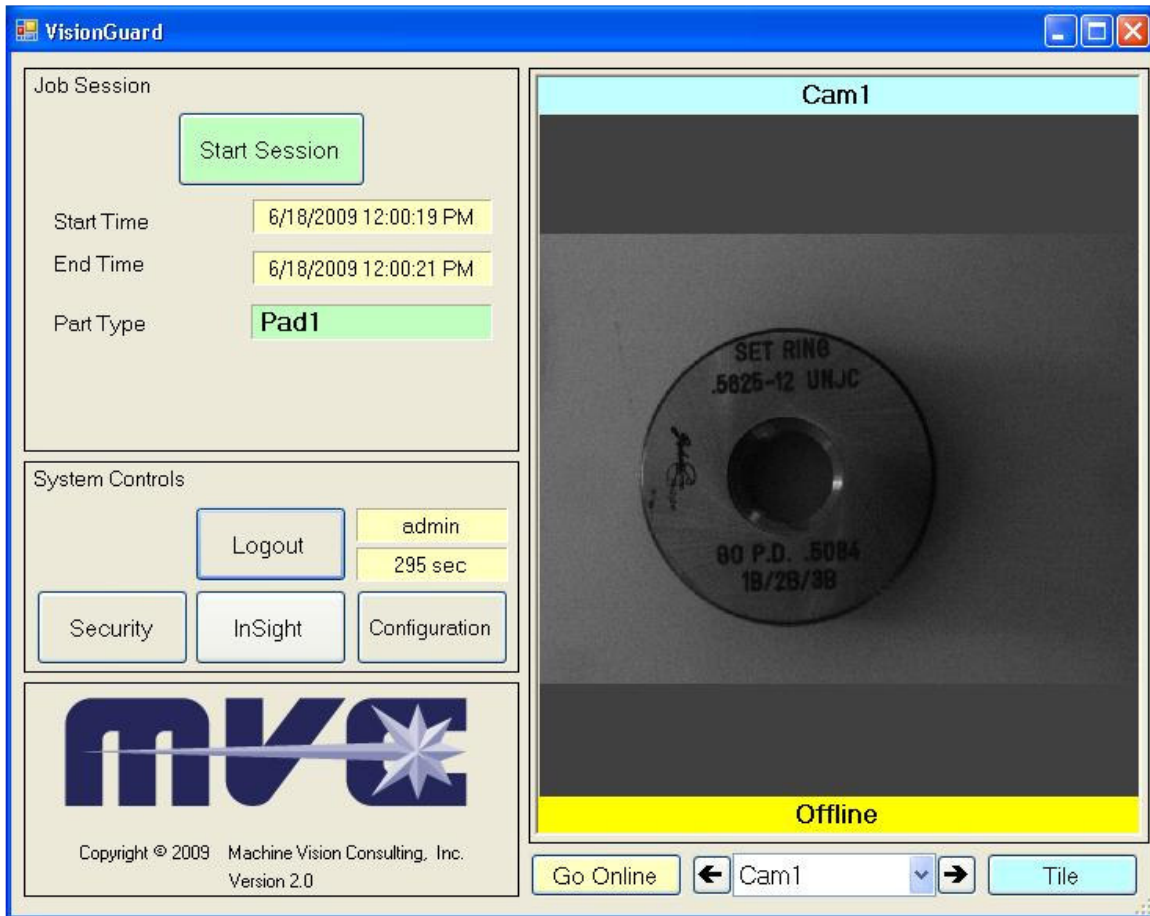 VisionGuard
Job Session
Start Session
Start Time
6/18/2009 12:00:19 PM
End Time
6/18/2009 12:00:21 PM
Part Type
Pad1
System Controls
Logout
admin
295 sec
Security
InSight
Configuration
MVC
Copyright © 2009 Machine Vision Consulting, Inc.
Version 2.0
Cam1
SET RING
.5625-12 UNJC
GO P.D. .5084
1B/2B/3B
Offline
Go Online
Cam1
Tile